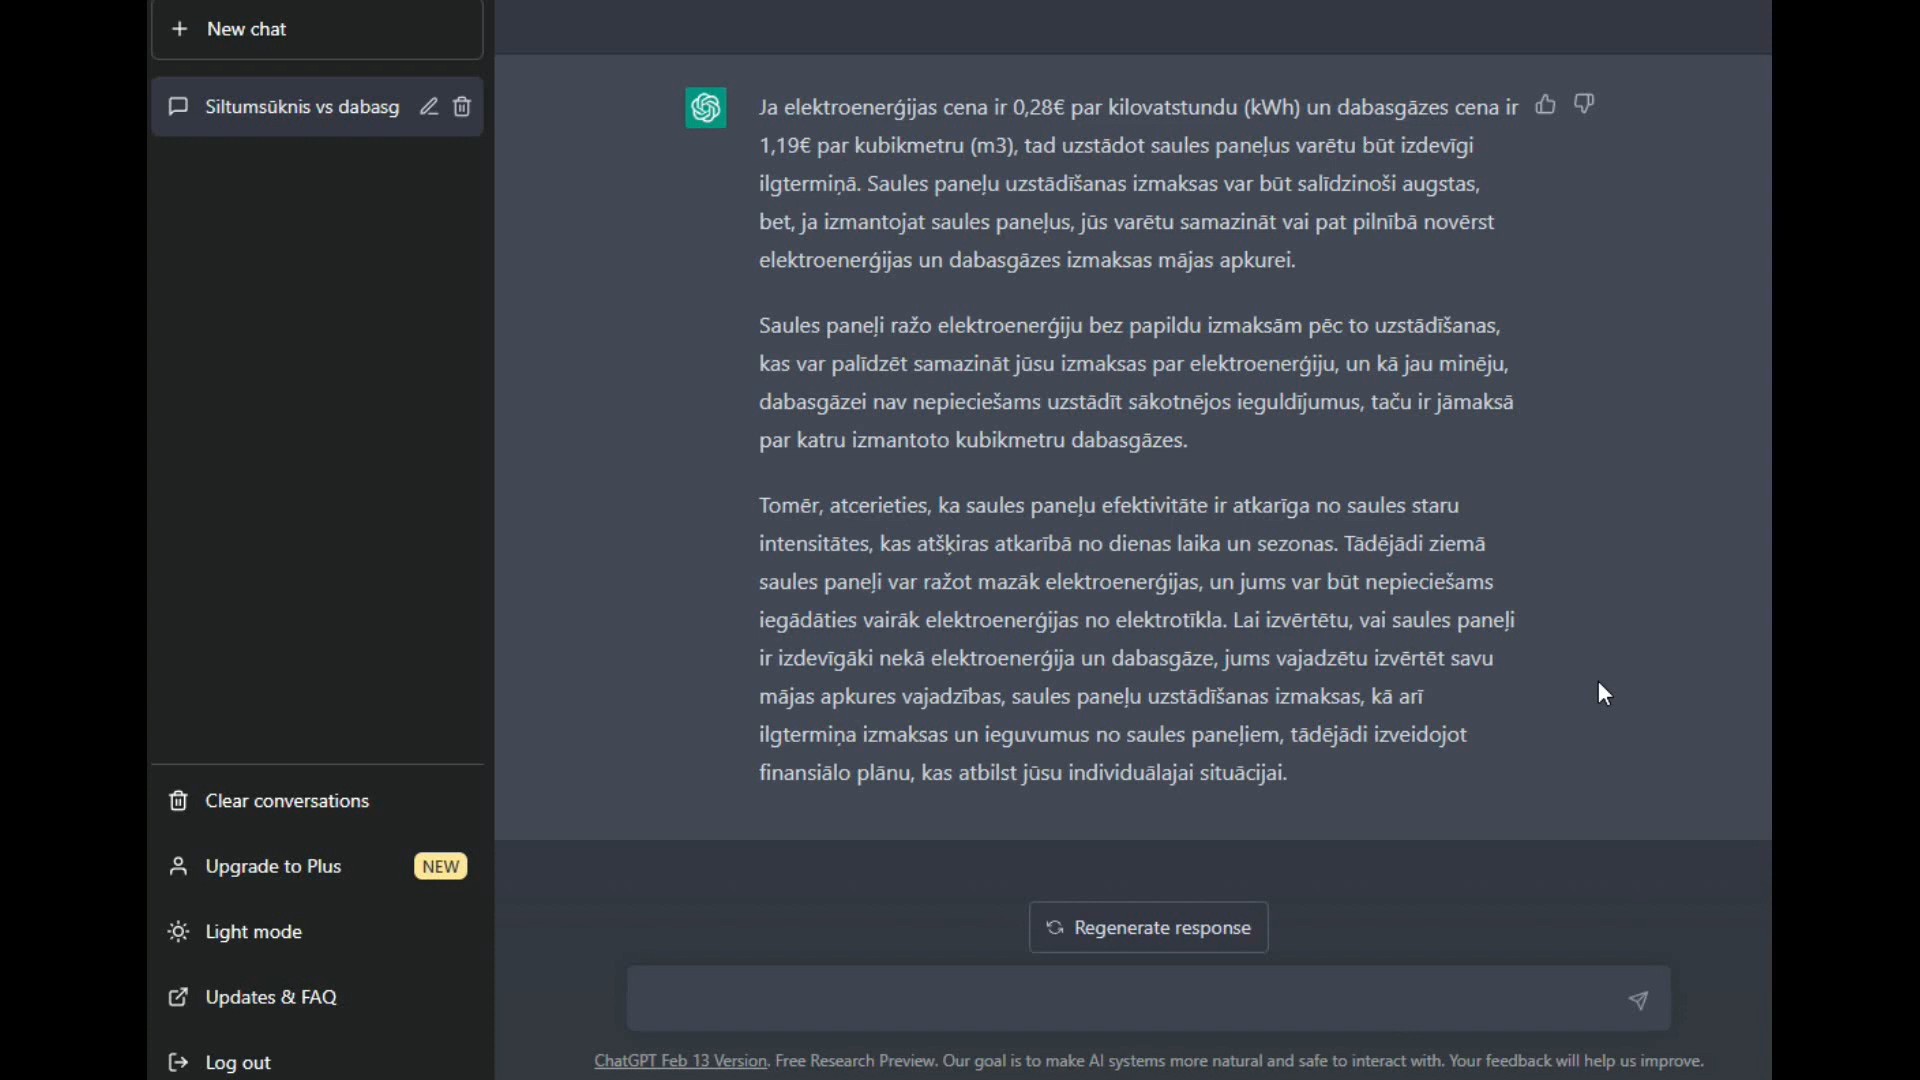 New chat
Siltumsūknis vs dabasg
Ja elektroenerģijas cena ir 0,28€ par kilovatstundu (kWh) un dabasgāzes cena ir
1,19€ par kubikmetru (m3), tad uzstādot saules paneļus varētu būt izdevīgi
ilgtermiņā. Saules paneļu uzstādīšanas izmaksas var būt salīdzinoši augstas,
bet, ja izmantojat saules paneļus, jūs varētu samazināt vai pat pilnībā novērst
elektroenerģijas un dabasgāzes izmaksas mājas apkurei.
Saules paneļi ražo elektroenerģiju bez papildu izmaksām pēc to uzstādīšanas,
kas var palīdzēt samazināt jūsu izmaksas par elektroenerģiju, un kā jau minēju,
dabasgāzei nav nepieciešams uzstādīt sākotnējos ieguldījumus, taču ir jāmaksā
par katru izmantoto kubikmetru dabasgāzes.
Tomēr, atcerieties, ka saules paneļu efektivitāte ir atkarīga no saules staru
intensitātes, kas atšķiras atkarībā no dienas laika un sezonas. Tādējādi ziemā
saules paneļi var ražot mazāk elektroenerģijas, un jums var būt nepieciešams
iegādāties vairāk elektroenerģijas no elektrotīkla. Lai izvērtētu, vai saules paneļi
ir izdevīgāki nekā elektroenerģija un dabasgāze, jums vajadzētu izvērtēt savu
mājas apkures vajadzības, saules paneļu uzstādīšanas izmaksas, kā arī
ilgtermiņa izmaksas un ieguvumus no saules paneļiem, tādējādi izveidojot
finansiālo plānu, kas atbilst jūsu individuālajai situācijai.
Clear conversations
Upgrade to Plus NEW
Light mode
Updates & FAQ
Log out
Regenerate response
ChatGPT Feb 13 Version. Free Research Preview. Our goal is to make AI systems more natural and safe to interact with. Your feedback will help us improve.